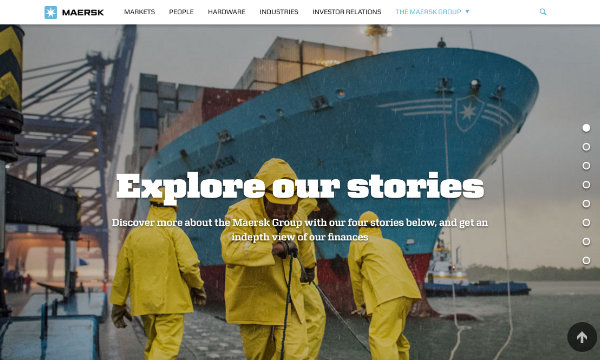 MAERSK
MARKETS PEOPLE HARDWARE INDUSTRIES INVESTOR RELATIONS THE MAERSK GROUP
Explore our stories
Discover more about the Maersk Group with our four stories below, and get an
indepth view of our finances